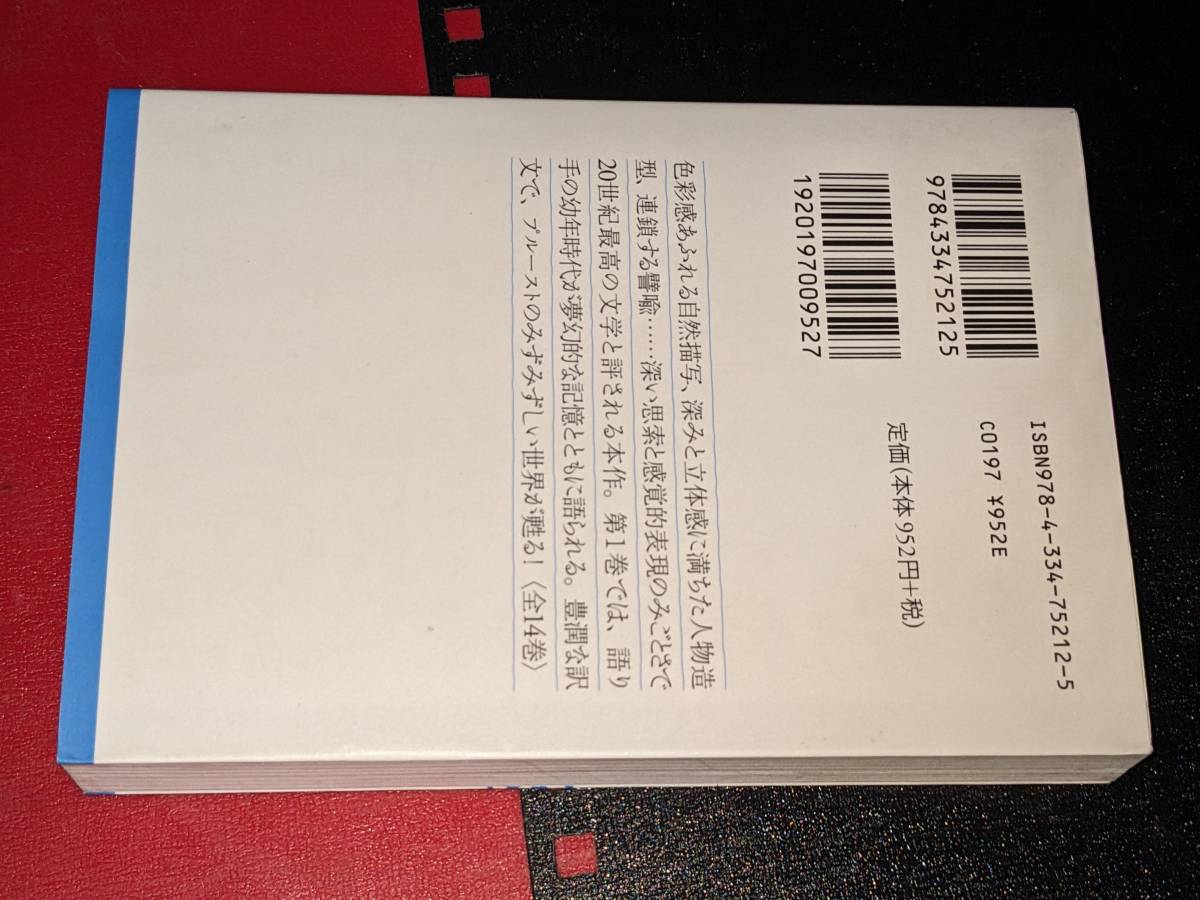 9784334752125
1920197009527
ISBN978-4-334-75212-5
C0197 ¥952E
定価(本体952円+税)
色彩感あふれる自然描写、深みと立体感に満ちた人物造
型、連鎖する譬喩……深い思索と感覚的表現のみごとさで
20世紀最高の文学と評される本作。第1巻では、語り
手の幼年時代が夢幻的な記憶とともに語られる。豊潤な訳
文で、プルーストのみずみずしい世界が甦る!〈全14巻〉